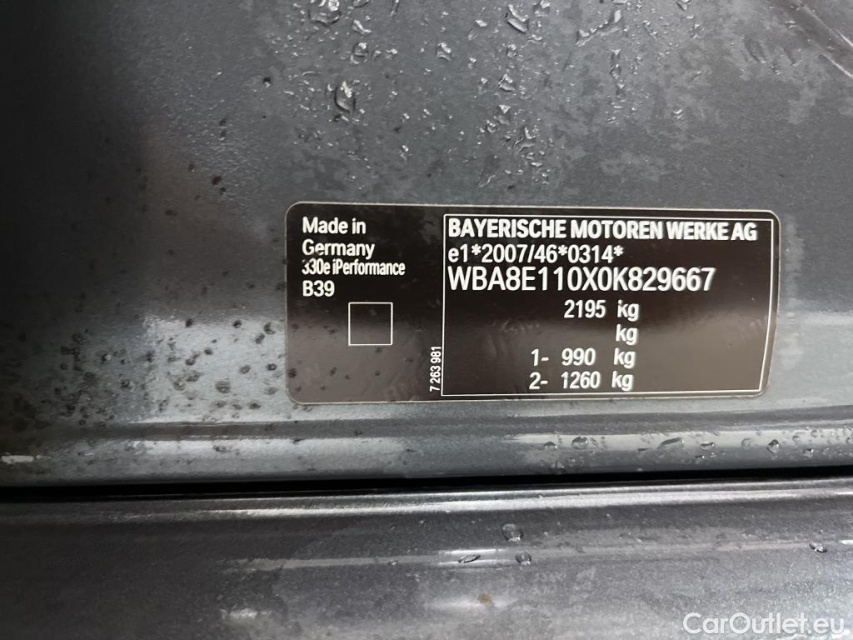 Made in
Germany
330e iPerformance
B39
7 263 981
BAYERISCHE MOTOREN WERKE AG
e1*2007/46*0314*
WBA8E110X0K829667
2195 kg
kg
1- 990 kg
2- 1260 kg
CarOutlet.eu